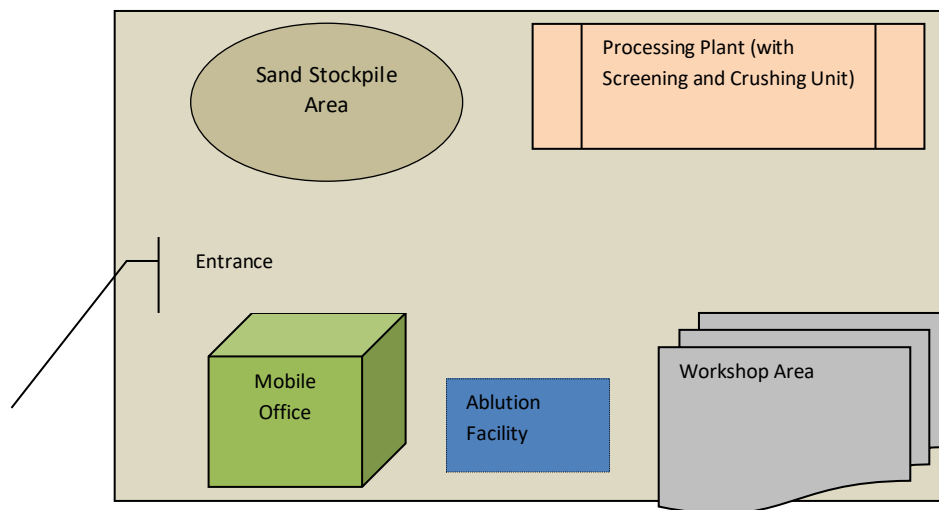 Sand Stockpile
Area
Processing Plant (with
Screening and Crushing Unit)
Entrance
Mobile
Office
Ablution
Facility
Workshop Area